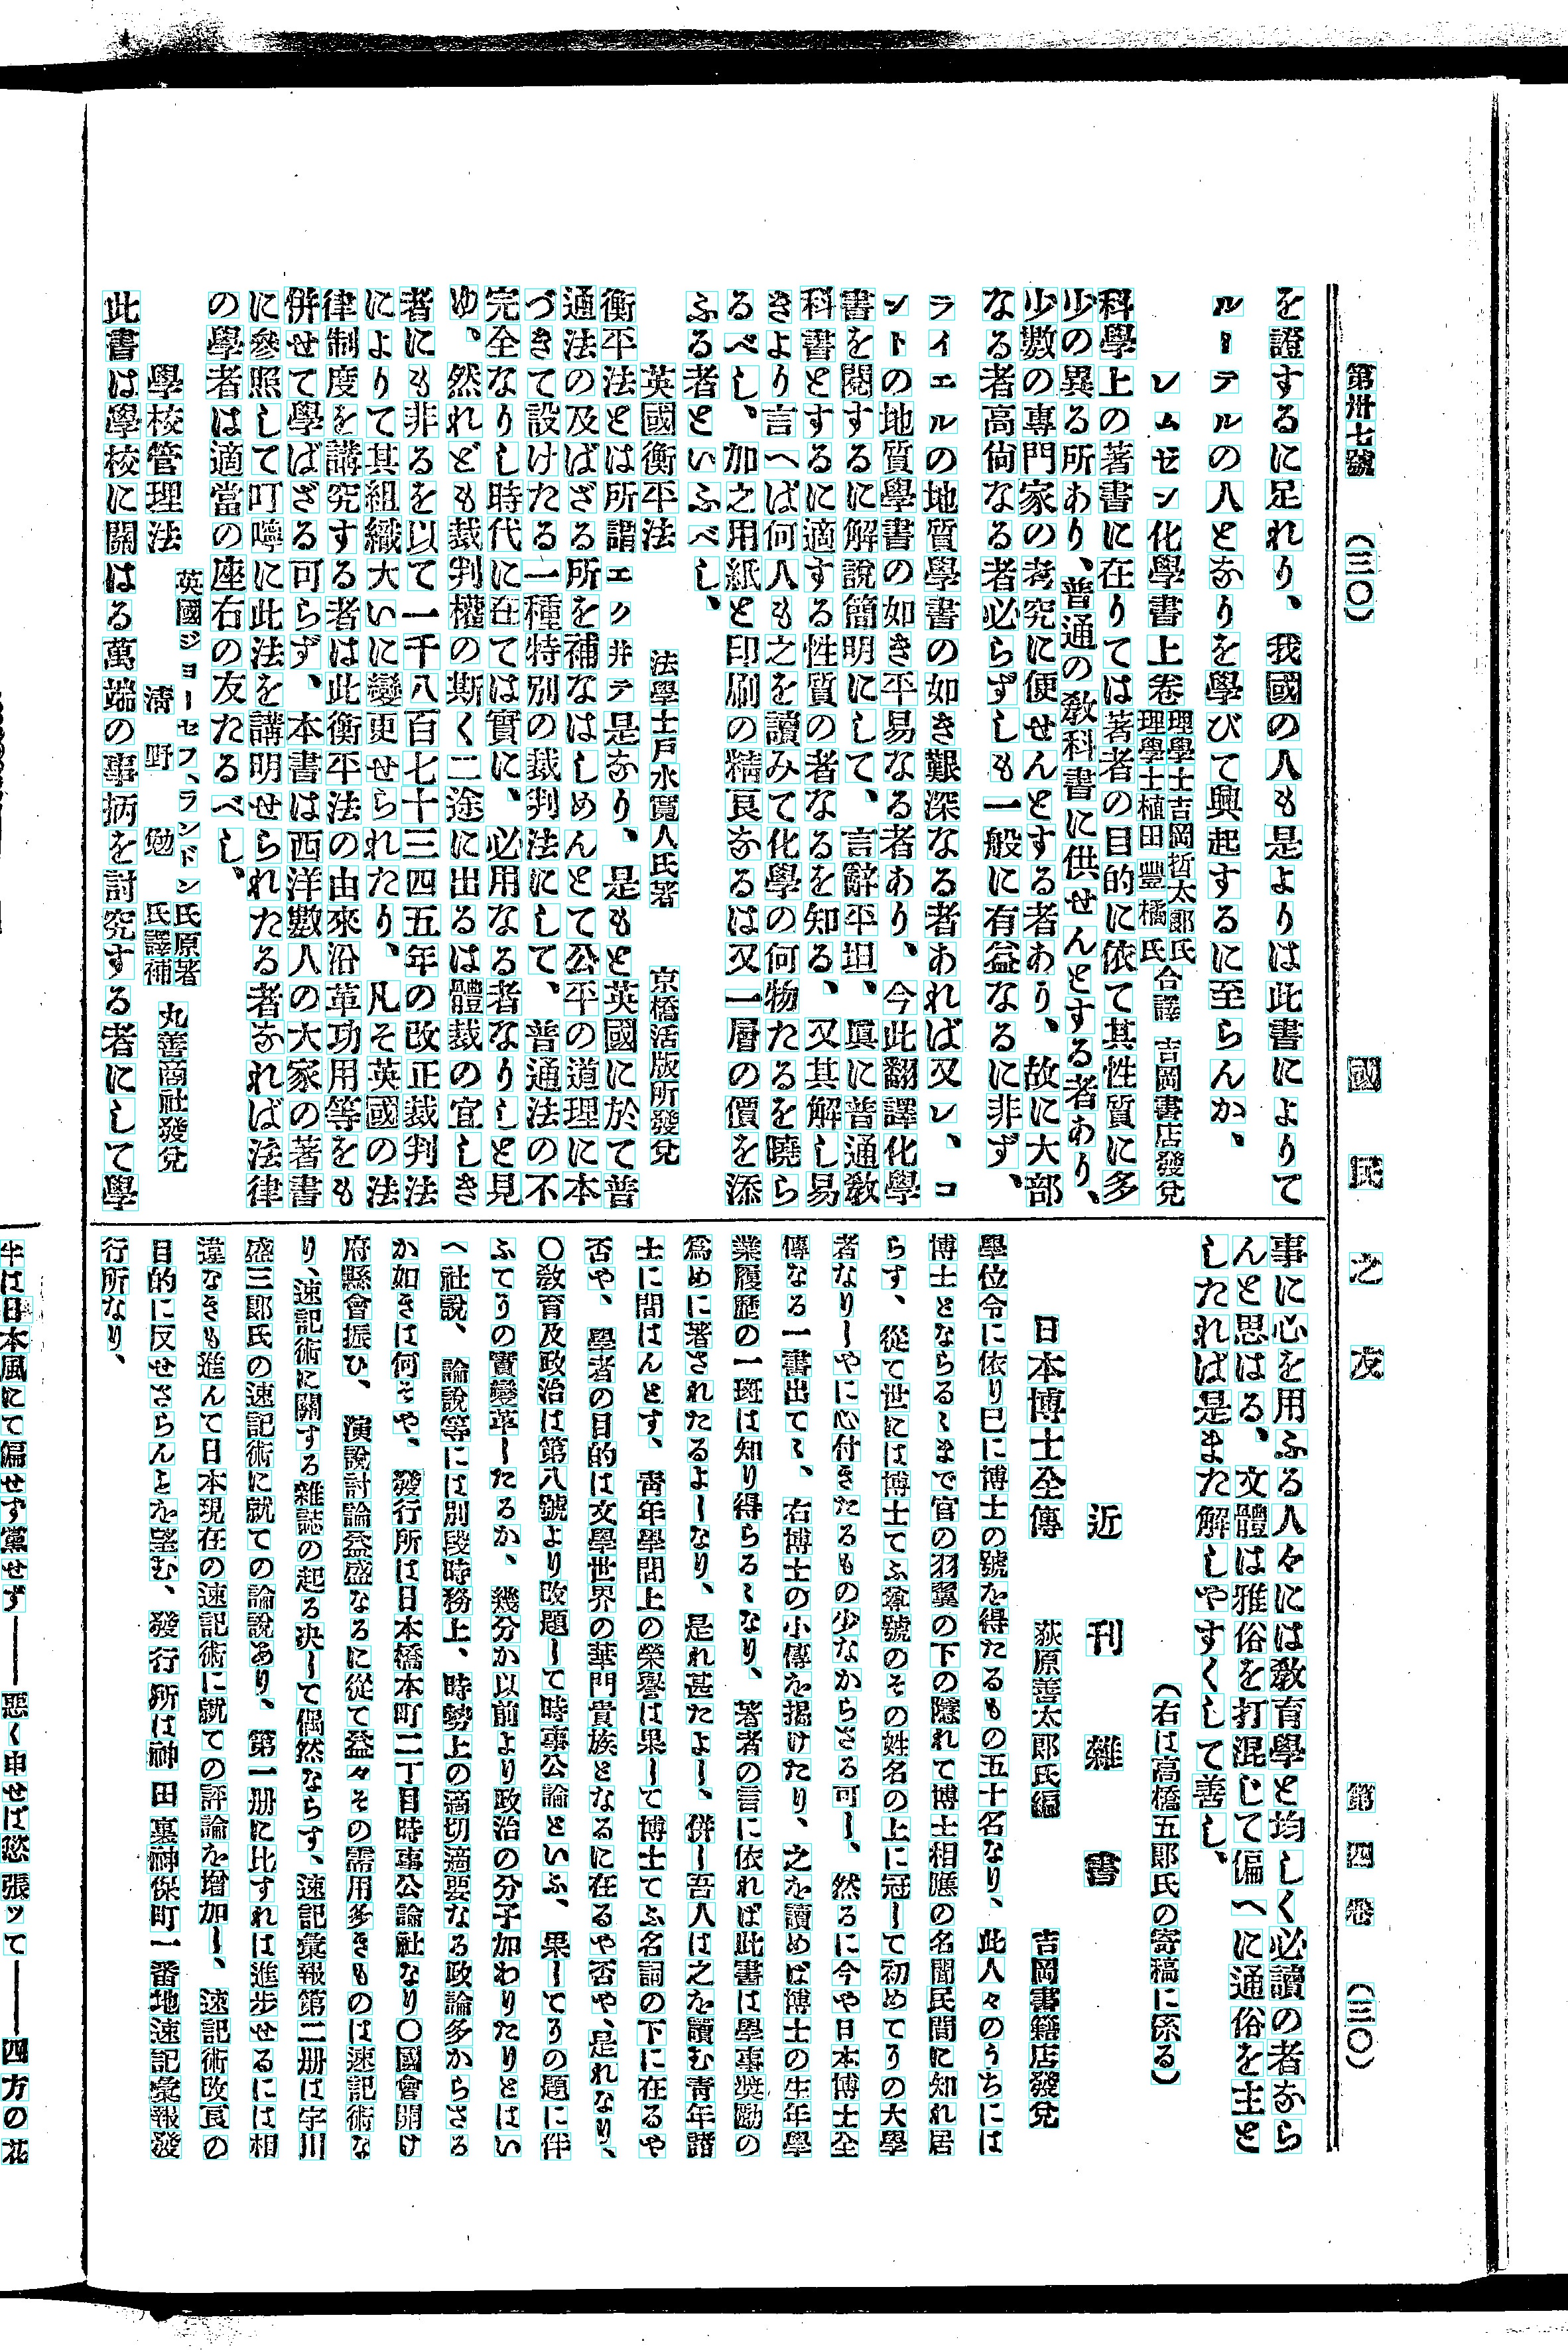 第卅七號　（三〇）　國民之友　第四卷　（三〇）
を證するに足れり、我國の人も是よりは此書によりて
ルーテルの人となりを學びて興起するに至らんか、
レムセン化學書上卷　理學士吉岡哲太郞氏　理學士植田豐橘氏　合譯　吉岡書店發兌
科學上の著書に在りては著者の目的に依て其性質に多
少の異る所あり、普通の敎科書に供せんとする者あり、
少數の專門家の考究に便せんとする者あり、故に大部
なる者高尙なる者必らずしも一般に有益なるに非ず、
ライエルの地質學書の如き艱深なる者あれば又レ、コ
ントの地質學書の如き平易なる者あり、今此翻譯化學
書を閱するに解說簡明にして、言辭平坦、眞に普通敎
科書とするに適する性質の者なるを知る、又其解し易
きより言へば何人も之を讀みて化學の何物たるを曉ら
るべし、加之用紙と印刷の精良なるは又一層の價を添
ふる者といふべし、
英國衡平法　法學士戶水寬人氏著　京橋活版所發兌
衡平法とは所謂エクヰテ是なり、是もと英國に於て普
通法の及ばざる所を補なはしめんとて公平の道理に本
づきて設けたる一種特別の裁判法にして、普通法の不
完全なりし時代に在ては實に、必用なる者なりしと見
ゆ、然れども裁判權の斯く二途に出るは體裁の宜しき
者にも非るを以て一千八百七十三四五年の改正裁判法
によりて其組織大いに變更せられたり、凡そ英國の法
律制度を講究する者は此衡平法の由來沿革功用等をも
併せて學ばざる可らず、本書は西洋數人の大家の著書
に參照して叮嚀に此法を講明せられたる者なれば法律
の學者は適當の座右の友たるべし、
學校管理法　英國ジヨーセフ、ランドン氏原著　淸野勉氏譯補　丸善商社發兌
此書は學校に關はる萬端の事柄を討究する者にして學
事に心を用ふる人々には敎育學と均しく必讀の者なら
んと思はる、文體は雅俗を打混じて偏へに通俗を主と
したれば是また解しやすくして善し、
（右は高橋五郞氏の寄稿に係る）
近刊雜書
日本博士全傳　荻原善太郞氏編　吉岡書籍店發兌
學位令に依り巳に博士の號を得たるもの五十名なり、此人々のうちには
博士とならるゝまで官の羽翼の下の隱れて博士相應の名聞民間に知れ居
らす、從て世には博士てふ尊號のその姓名の上に冠して初めてりの大學
者なりしやに心付きたるもの少なからさる可し、然るに今や日本博士全
傳なる一書出てゝ、右博士の小傳を揭けたり、之を讀めば博士の生年學
業履歷の一斑は知り得らるゝなり、著者の言に依れば此書は學事奬勵の
爲めに著されたるよしなり、是れ甚たよし、併し吾人は之を讀む靑年諸
士に問はんとす、靑年學問上の榮譽は果して博士てふ名詞の下に在るや
否や、學者の目的は文學世界の華門貴族となるに在るや否や、是れなり、
〇敎育及政治は第八號より改題して時事公論といふ、果してりの題に伴
ふてりの實變革したるか、幾分か以前より政治の分子加わりたりとはい
へ社說、論說等には別段時務上、時勢上の適切適要なる政論多からさる
か如きは何そや、發行所は日本橋本町二丁目時事公論社なり〇國會開け
府縣會振ひ、演說討論益盛なるに從て益々その需用多きものは速記術な
り、速記術に關する雜誌の起る決して偶然ならす、速記彙報第二册は宇川
盛三郞氏の速記術に就ての論說あり、第一册に比すれは進步せるには相
違なきも進んて日本現在の速記術に就ての評論を增加し、速記術改良の
目的に反せさらんとを望む、發行所は神田裏神保町一番地速記彙報發
行所なり、
半は日本風にて偏せず黨せず――惡く申せば慾張ツて――四方の花